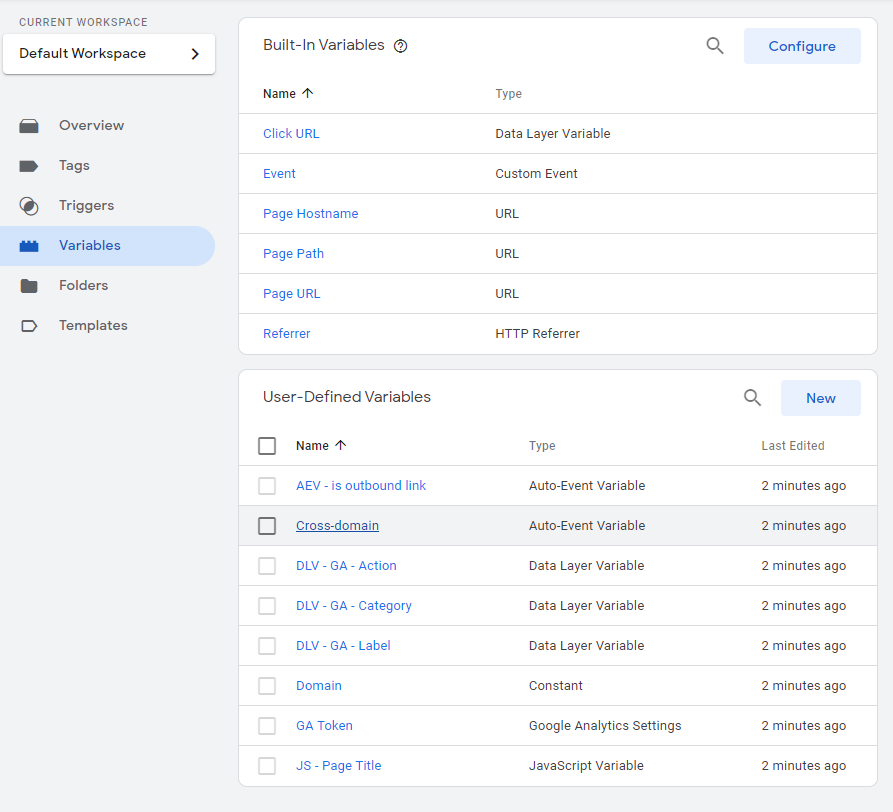 CURRENT WORKSPACE
Default Workspace
Overview
Tags
Triggers
Variables
Folders
Templates
Built-In Variables ?
Configure
Name Type
Click URL Data Layer Variable
Event Custom Event
Page Hostname URL
Page Path URL
Page URL URL
Referrer HTTP Referrer
User-Defined Variables
New
Name Type Last Edited
AEV - is outbound link Auto-Event Variable 2 minutes ago
Cross-domain Auto-Event Variable 2 minutes ago
DLV - GA - Action Data Layer Variable 2 minutes ago
DLV - GA - Category Data Layer Variable 2 minutes ago
DLV - GA - Label Data Layer Variable 2 minutes ago
Domain Constant 2 minutes ago
GA Token Google Analytics Settings 2 minutes ago
JS - Page Title JavaScript Variable 2 minutes ago